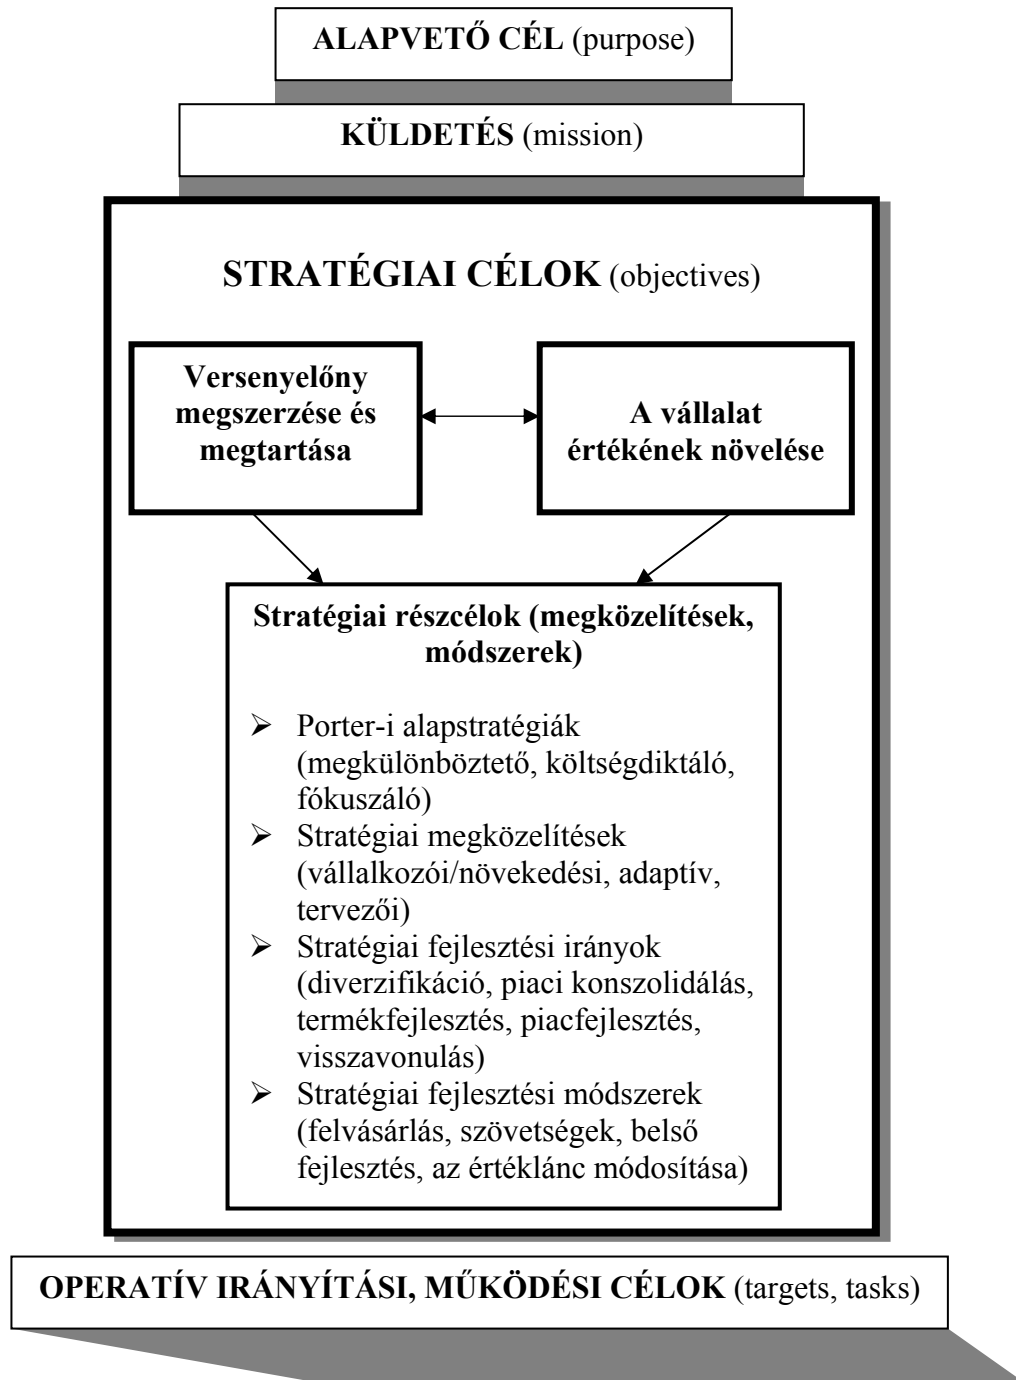 ALAPVETŐ CÉL (purpose)
KÜLDETÉS (mission)
STRATÉGIAI CÉLOK (objectives)
Versenyelőny
megszerzése és
megtartása
A vállalat
értékének növelése
Stratégiai részcélok (megközelítések,
módszerek)
➢ Porter-i alapstratégiák
(megkülönböztető, költségdiktáló,
fókuszáló)
➢ Stratégiai megközelítések
(vállalkozói/növekedési, adaptív,
tervezői)
➢ Stratégiai fejlesztési irányok
(diverzifikáció, piaci konszolidálás,
termékfejlesztés, piacfejlesztés,
visszavonulás)
➢ Stratégiai fejlesztési módszerek
(felvásárlás, szövetségek, belső
fejlesztés, az értéklánc módosítása)
OPERATÍV IRÁNYÍTÁSI, MŰKÖDÉSI CÉLOK (targets, tasks)